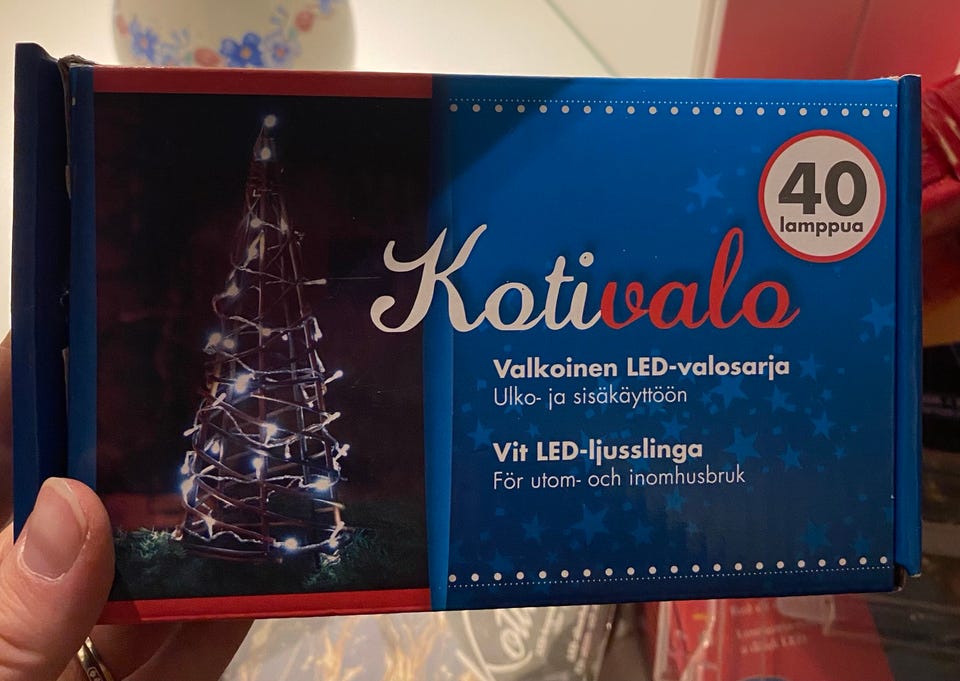 40
lamppua
Kotivalo
Valkoinen LED-valosarja
Ulko- ja sisäkäyttöön
Vit LED-ljusslinga
För utom- och inomhusbruk